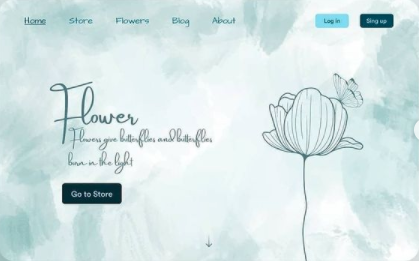 Home Store Flowers Blog About Log in Sing up
Flower
Flowers give butterflies and butterflies
born in the light
Go to Store